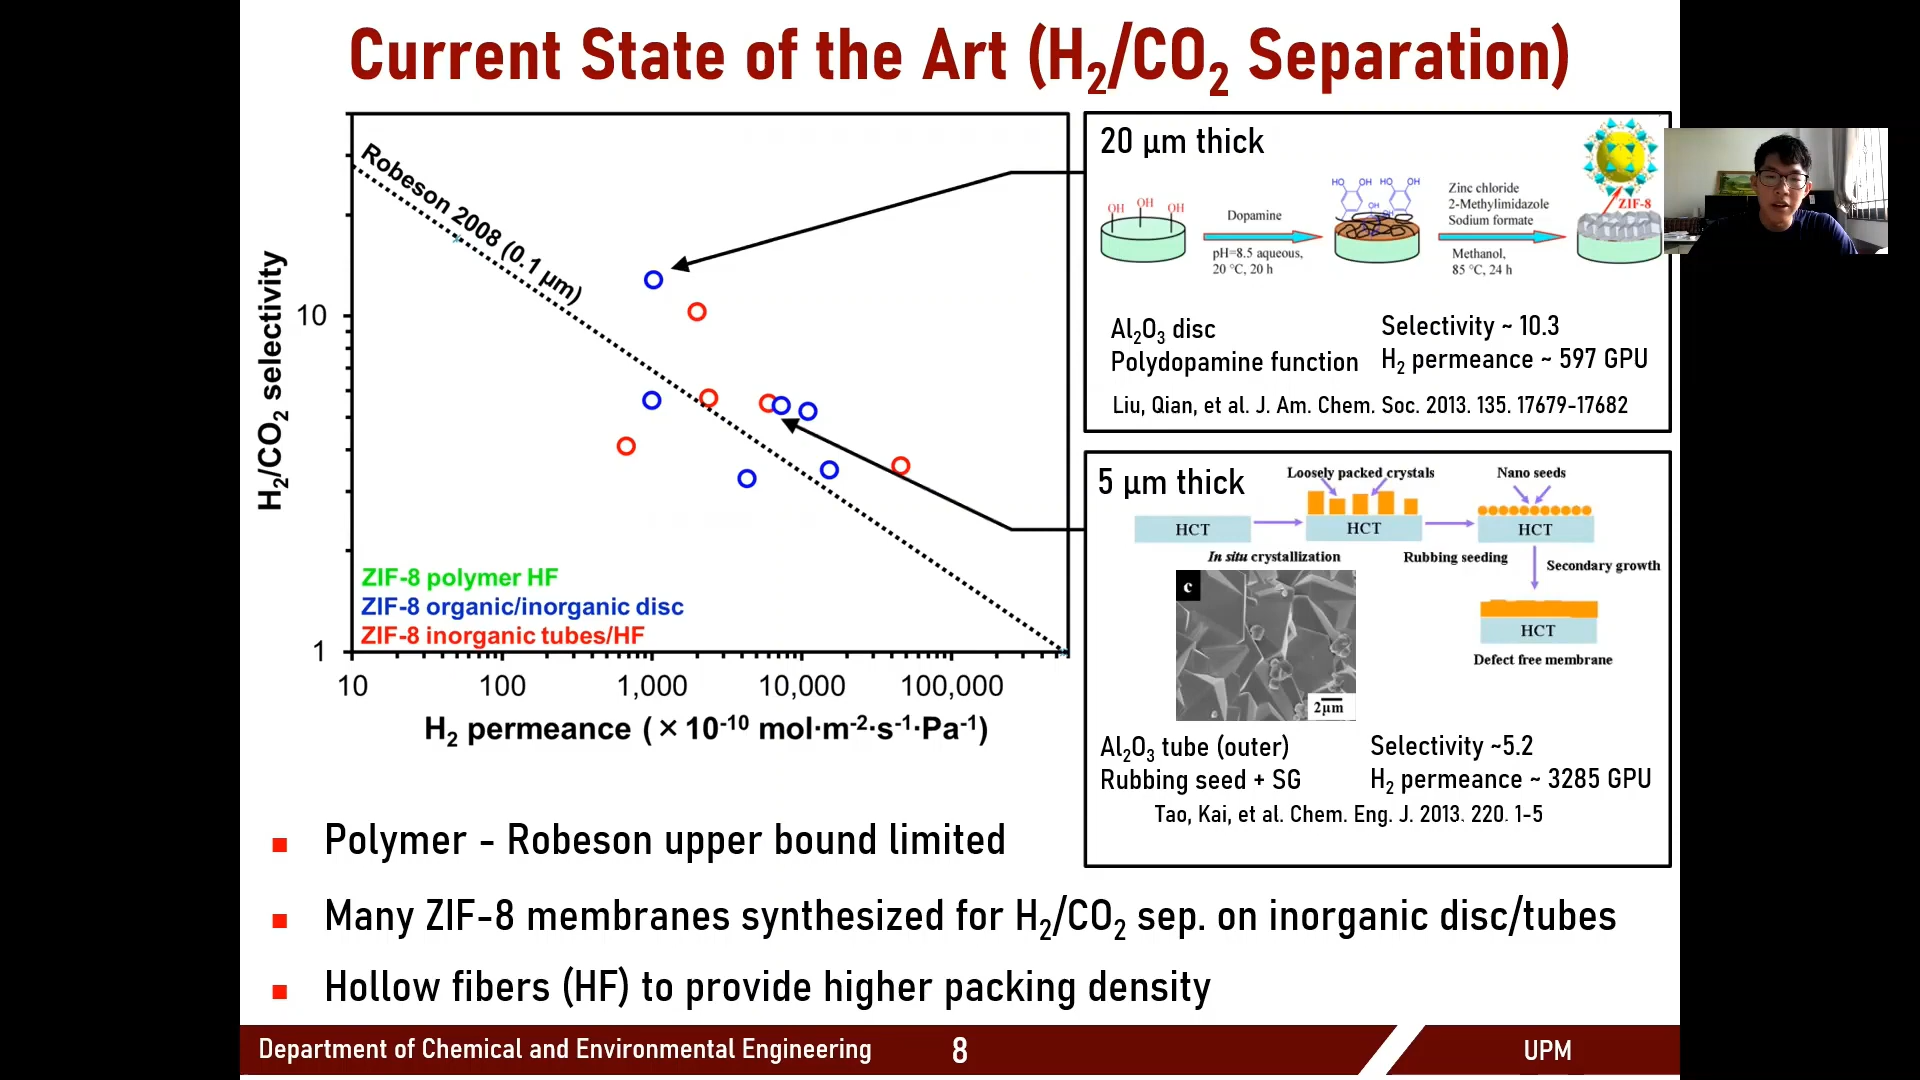 Current State of the Art (H₂/CO₂ Separation)
Robeson 2008 (0.1 μm)
H₂/CO₂ selectivity
10
1
ZIF-8 polymer HF
ZIF-8 organic/inorganic disc
ZIF-8 inorganic tubes/HF
10 100 1,000 10,000 100,000
H₂ permeance (×10⁻¹⁰ mol·m⁻²·s⁻¹·Pa⁻¹)
20 μm thick
OH OH OH
Dopamine
pH=8.5 aqueous,
20 °C, 20 h
HO OH HO OH
OH
OH
Zinc chloride
2-Methylimidazole
Sodium formate
Methanol,
85 °C, 24 h
ZIF-8
Al₂O₃ disc
Polydopamine function
Selectivity ~ 10.3
H₂ permeance ~ 597 GPU
Liu, Qian, et al. J. Am. Chem. Soc. 2013. 135. 17679-17682
5 μm thick
Loosely packed crystals
Nano seeds
HCT
HCT
HCT
In situ crystallization
Rubbing seeding
Secondary growth
c
2μm
HCT
Defect free membrane
Al₂O₃ tube (outer)
Rubbing seed + SG
Selectivity ~5.2
H₂ permeance ~ 3285 GPU
Tao, Kai, et al. Chem. Eng. J. 2013. 220. 1-5
Polymer - Robeson upper bound limited
Many ZIF-8 membranes synthesized for H₂/CO₂ sep. on inorganic disc/tubes
Hollow fibers (HF) to provide higher packing density
Department of Chemical and Environmental Engineering
8
UPM